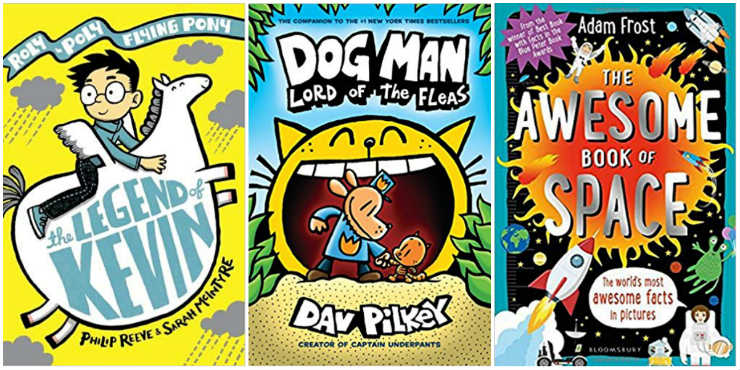 ROLY-POLY FLYING PONY
the LEGEND of
KEVIN
PHILIP REEVE & SARAH McINTYRE
THE COMPANION TO THE #1 NEW YORK TIMES BESTSELLERS
DOG MAN
LORD OF THE FLEAS
DAV PILKEY
CREATOR OF CAPTAIN UNDERPANTS
From the
winner of Best Book
with Facts in the
Blue Peter Book
Awards
Adam Frost
THE
AWESOME
BOOK OF
SPACE
The world's most
awesome facts
in pictures
BLOOMSBURY